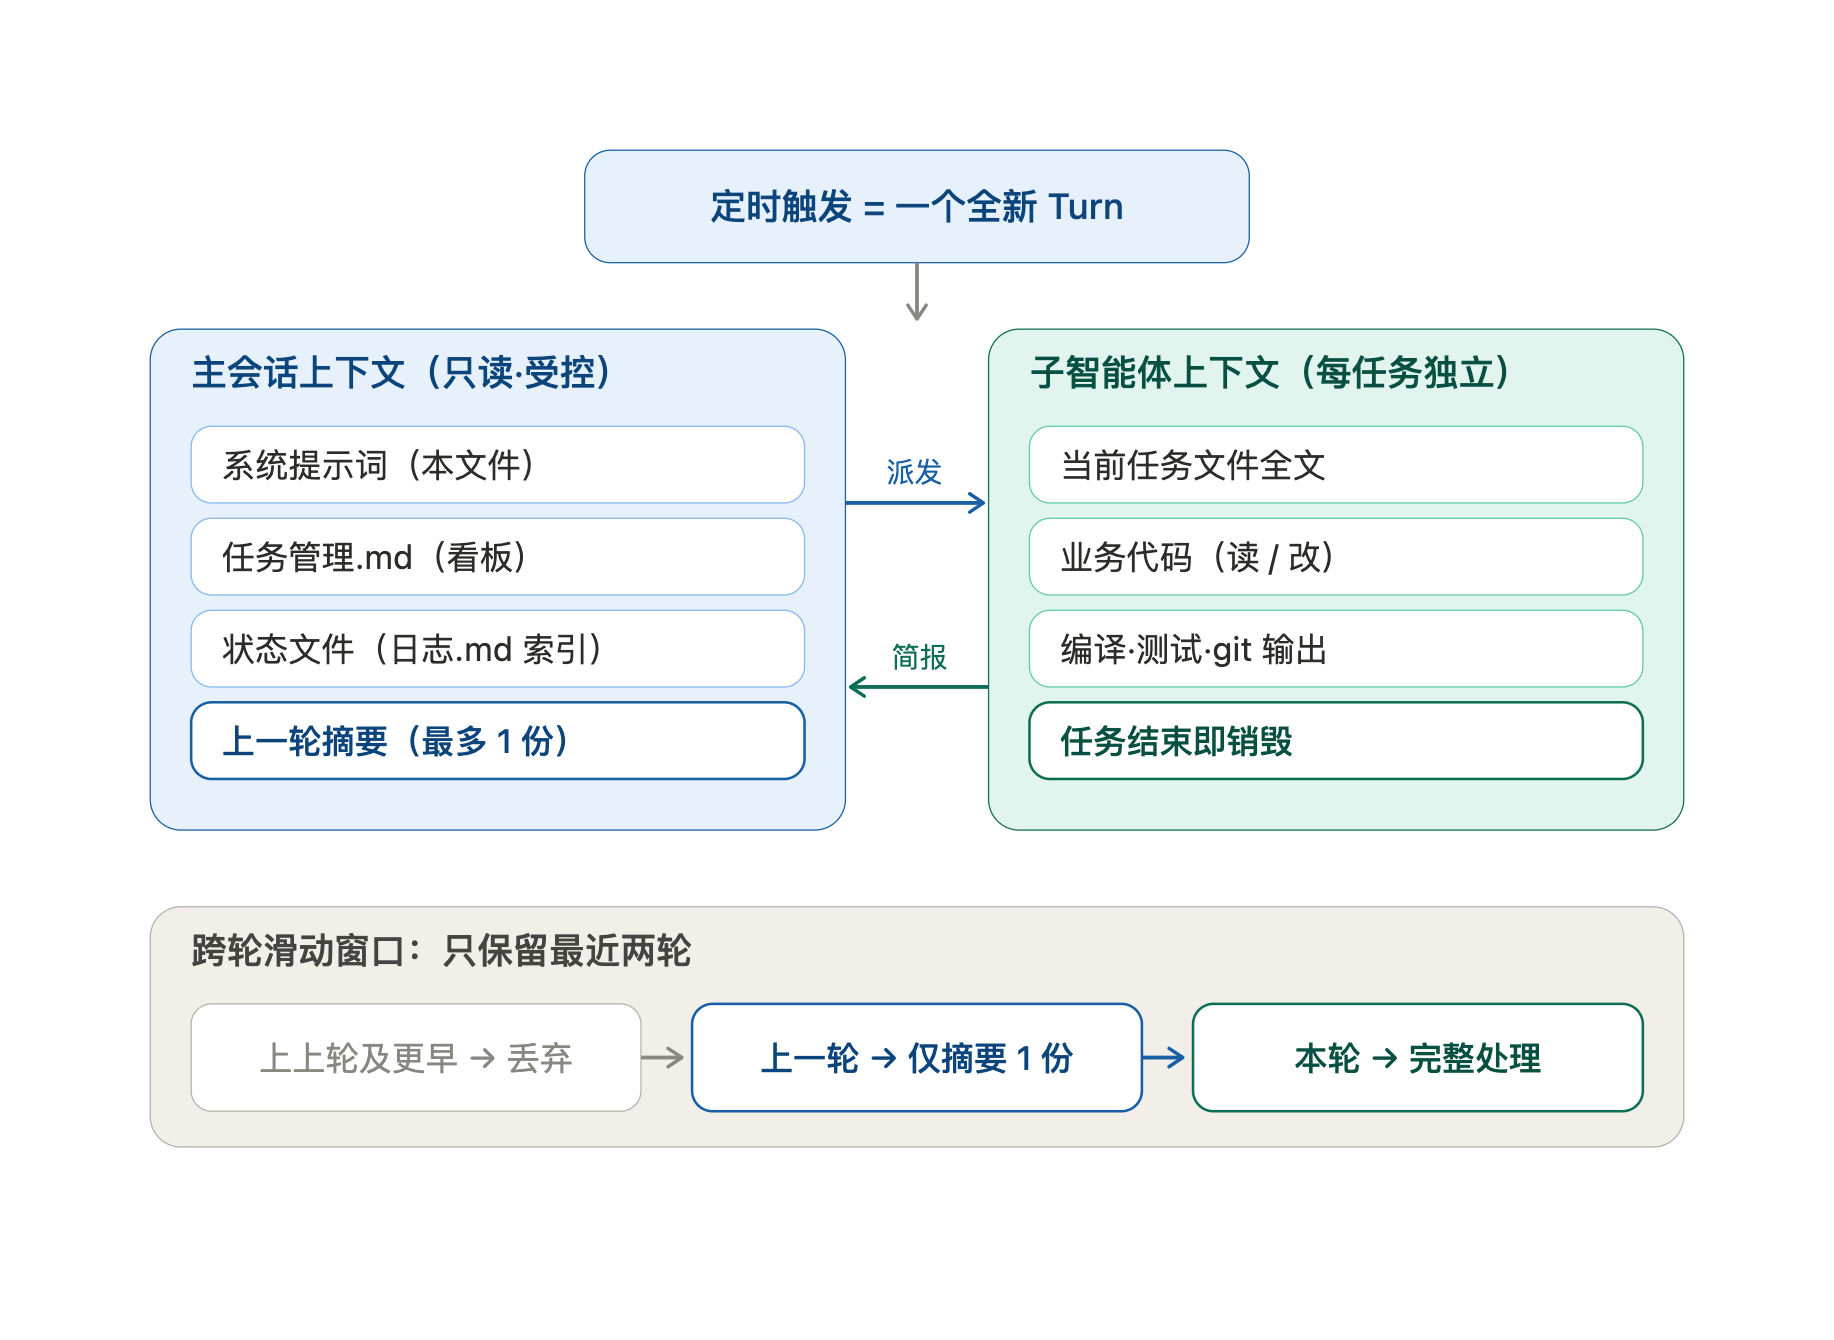 定时触发 = 一个全新 Turn
主会话上下文（只读·受控）
系统提示词（本文件）
任务管理.md（看板）
状态文件（日志.md 索引）
上一轮摘要（最多 1 份）
派发
简报
子智能体上下文（每任务独立）
当前任务文件全文
业务代码（读 / 改）
编译·测试·git 输出
任务结束即销毁
跨轮滑动窗口：只保留最近两轮
上上轮及更早 → 丢弃
上一轮 → 仅摘要 1 份
本轮 → 完整处理